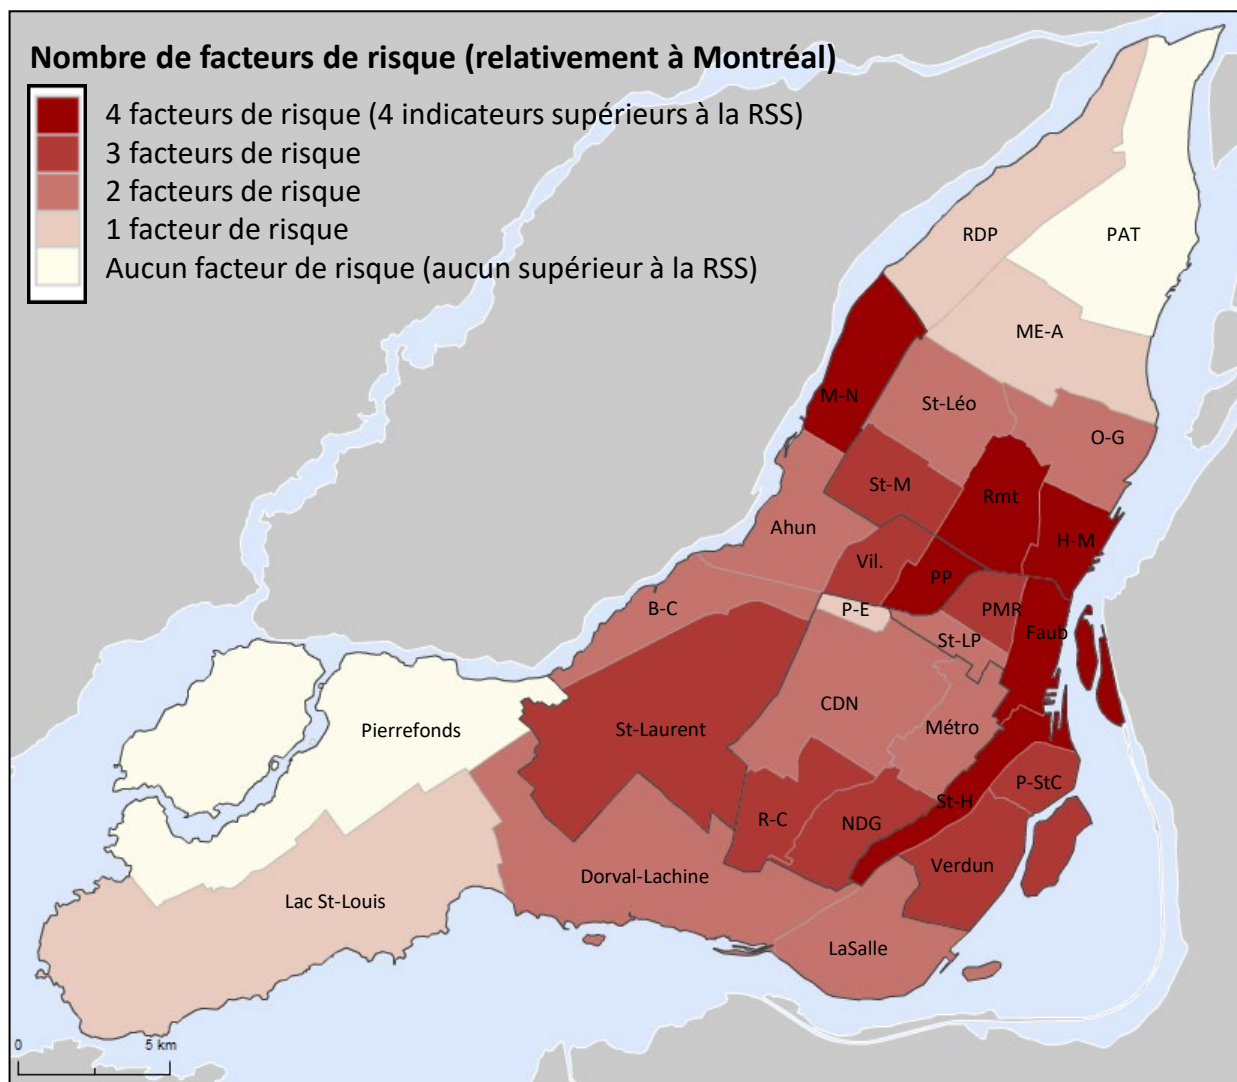 Nombre de facteurs de risque (relativement à Montréal)
4 facteurs de risque (4 indicateurs supérieurs à la RSS)
3 facteurs de risque
2 facteurs de risque
1 facteur de risque
Aucun facteur de risque (aucun supérieur à la RSS)
RDP
PAT
ME-A
M-N
St-Léo
O-G
St-M
Rmt
Ahun
H-M
Vil.
PP
B-C
P-E
PMR
St-LP
Faub
CDN
Pierrefonds
St-Laurent
Métro
P-StC
St-H
R-C
NDG
Verdun
Dorval-Lachine
Lac St-Louis
LaSalle
0 5 km